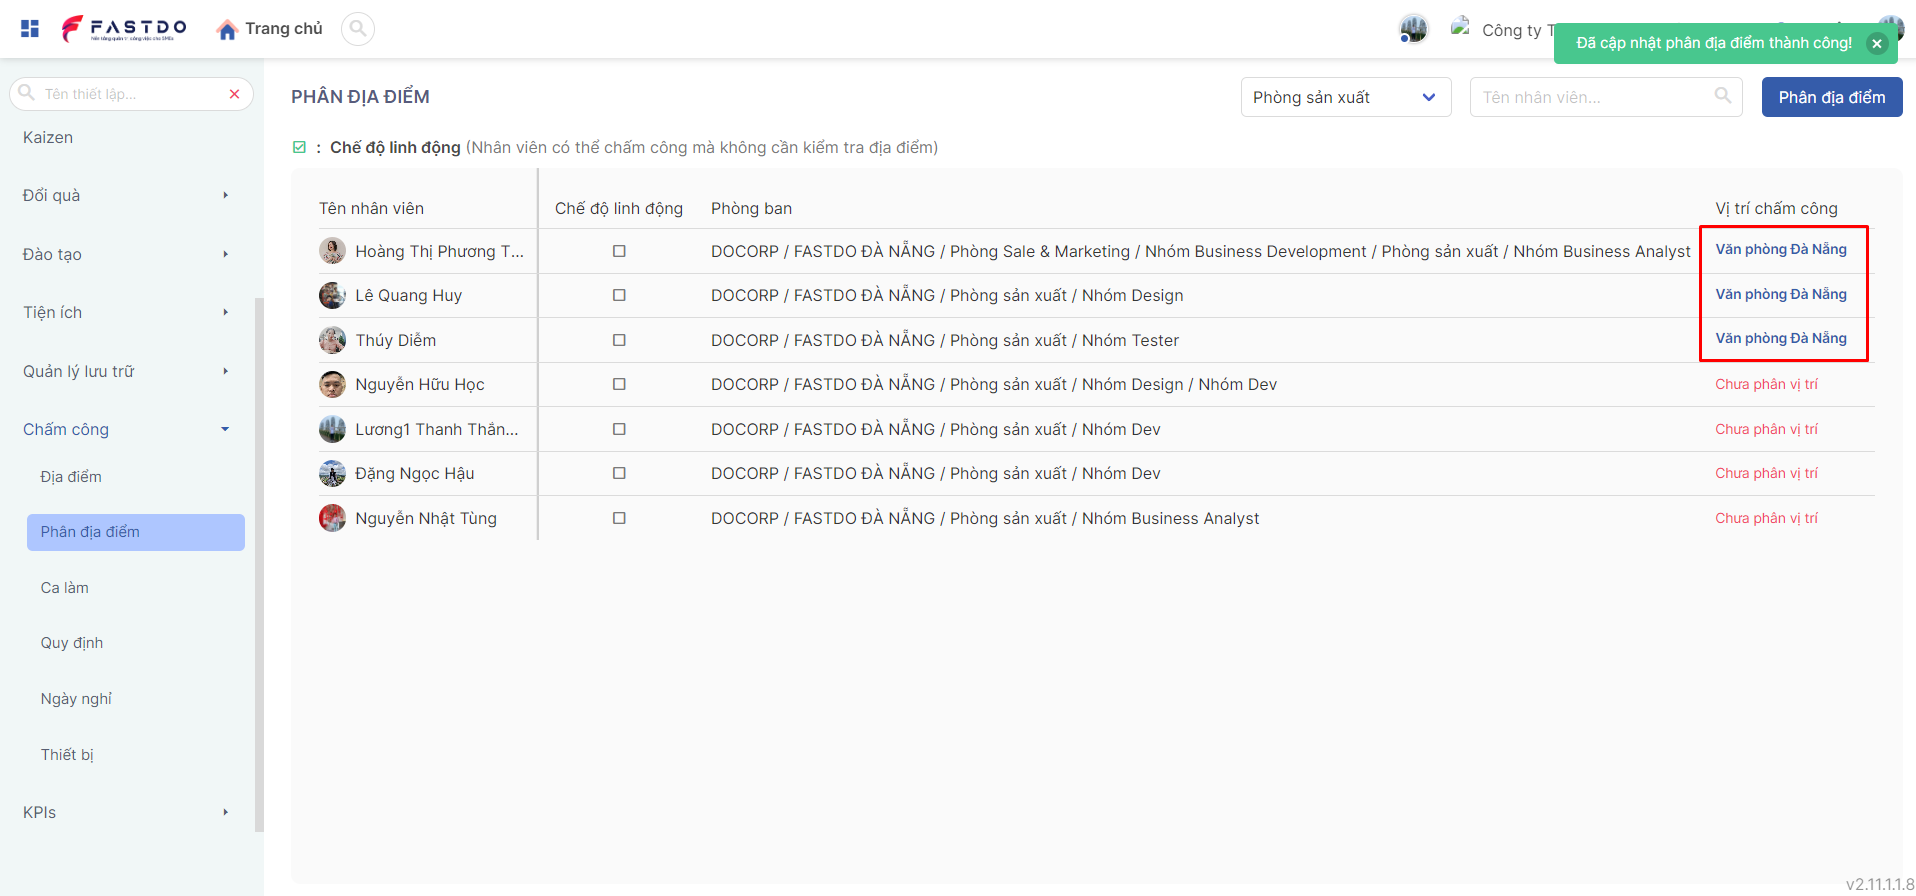 FASTDO
Trang chủ
Công ty T
Đã cập nhật phân địa điểm thành công!
Tên thiết lập...
Kaizen
Đổi quà
Đào tạo
Tiện ích
Quản lý lưu trữ
Chấm công
Địa điểm
Phân địa điểm
Ca làm
Quy định
Ngày nghỉ
Thiết bị
KPIs
PHÂN ĐỊA ĐIỂM
Phòng sản xuất
Tên nhân viên...
Phân địa điểm
: Chế độ linh động (Nhân viên có thể chấm công mà không cần kiểm tra địa điểm)
Tên nhân viên Chế độ linh động Phòng ban Vị trí chấm công
Hoàng Thị Phương T... DOCORP / FASTDO ĐÀ NẴNG / Phòng Sale & Marketing / Nhóm Business Development / Phòng sản xuất / Nhóm Business Analyst Văn phòng Đà Nẵng
Lê Quang Huy DOCORP / FASTDO ĐÀ NẴNG / Phòng sản xuất / Nhóm Design Văn phòng Đà Nẵng
Thúy Diễm DOCORP / FASTDO ĐÀ NẴNG / Phòng sản xuất / Nhóm Tester Văn phòng Đà Nẵng
Nguyễn Hữu Học DOCORP / FASTDO ĐÀ NẴNG / Phòng sản xuất / Nhóm Design / Nhóm Dev Chưa phân vị trí
Lương1 Thanh Thắn... DOCORP / FASTDO ĐÀ NẴNG / Phòng sản xuất / Nhóm Dev Chưa phân vị trí
Đặng Ngọc Hậu DOCORP / FASTDO ĐÀ NẴNG / Phòng sản xuất / Nhóm Dev Chưa phân vị trí
Nguyễn Nhật Tùng DOCORP / FASTDO ĐÀ NẴNG / Phòng sản xuất / Nhóm Business Analyst Chưa phân vị trí
v2.11.1.1.8